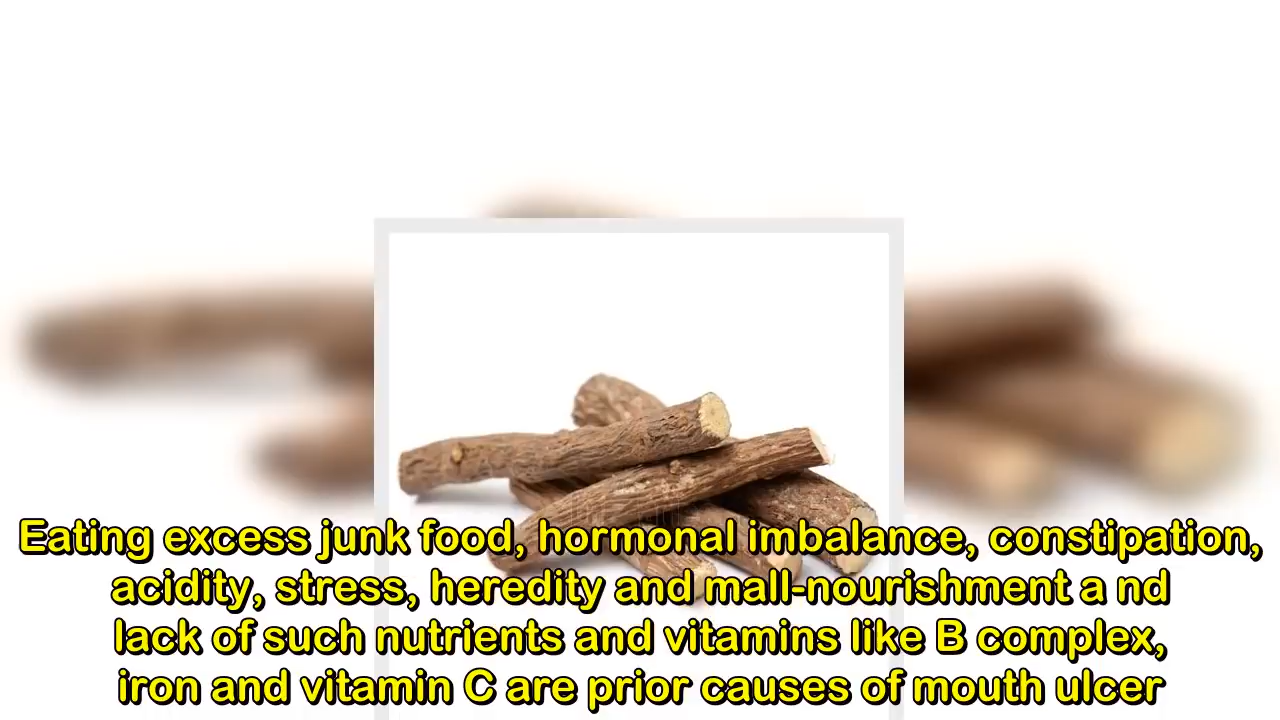 Eating excess junk food, hormonal imbalance, constipation,
acidity, stress, heredity and mall-nourishment a nd
lack of such nutrients and vitamins like B complex,
iron and vitamin C are prior causes of mouth ulcer